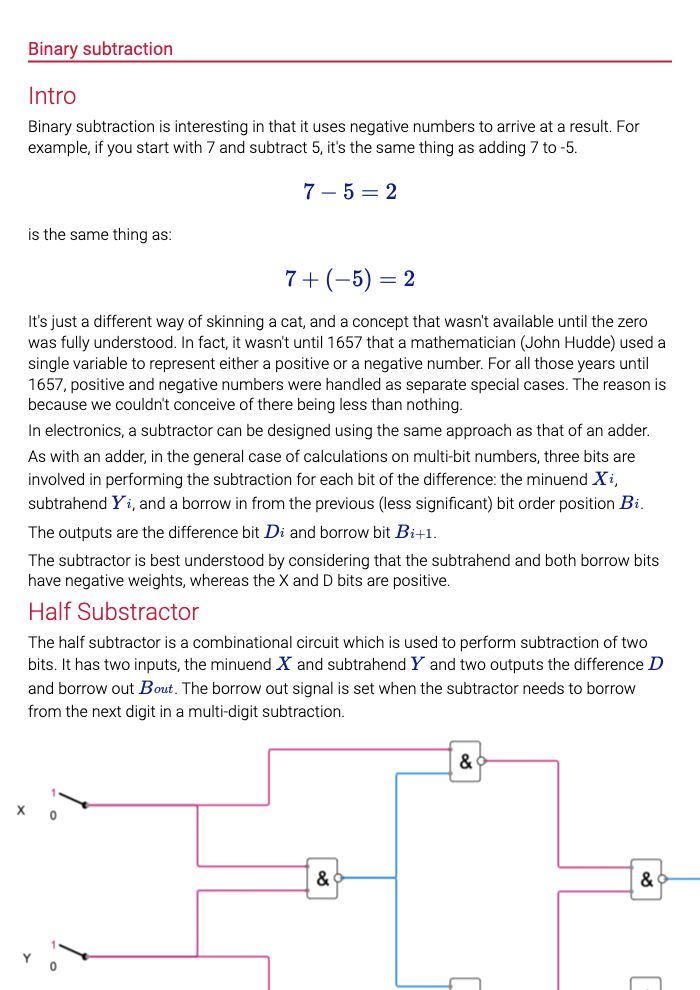 Binary subtraction
Intro
Binary subtraction is interesting in that it uses negative numbers to arrive at a result. For
example, if you start with 7 and subtract 5, it's the same thing as adding 7 to -5.
7 − 5 = 2
is the same thing as:
7 + (−5) = 2
It's just a different way of skinning a cat, and a concept that wasn't available until the zero
was fully understood. In fact, it wasn't until 1657 that a mathematician (John Hudde) used a
single variable to represent either a positive or a negative number. For all those years until
1657, positive and negative numbers were handled as separate special cases. The reason is
because we couldn't conceive of there being less than nothing.
In electronics, a subtractor can be designed using the same approach as that of an adder.
As with an adder, in the general case of calculations on multi-bit numbers, three bits are
involved in performing the subtraction for each bit of the difference: the minuend Xi,
subtrahend Yi, and a borrow in from the previous (less significant) bit order position Bi.
The outputs are the difference bit Di and borrow bit Bi+1.
The subtractor is best understood by considering that the subtrahend and both borrow bits
have negative weights, whereas the X and D bits are positive.
Half Substractor
The half subtractor is a combinational circuit which is used to perform subtraction of two
bits. It has two inputs, the minuend X and subtrahend Y and two outputs the difference D
and borrow out Bout. The borrow out signal is set when the subtractor needs to borrow
from the next digit in a multi-digit subtraction.
&
1
X
0
&
&
1
Y
0